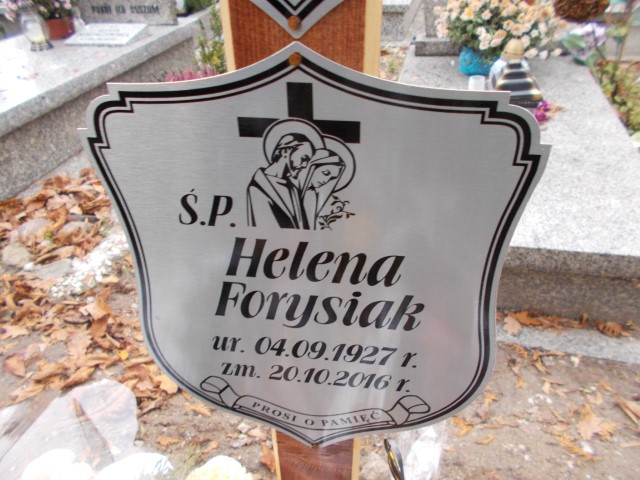 Ś.P.
Helena
Forysiak
ur. 04.09.1927 r.
zm. 20.10.2016 r.
PROSI O PAMIĘĆ